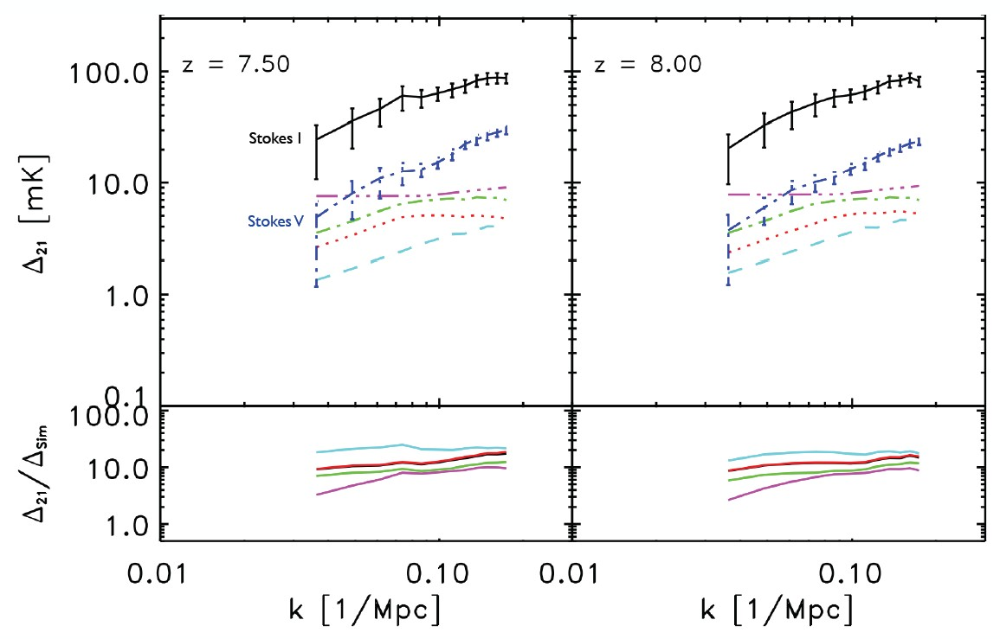 z = 7.50
z = 8.00
100.0
Stokes I
10.0
Stokes V
1.0
0.1
Δ21 [mK]
100.0
10.0
1.0
Δ21/ΔSim
0.01
0.10
0.01
0.10
k [1/Mpc]
k [1/Mpc]